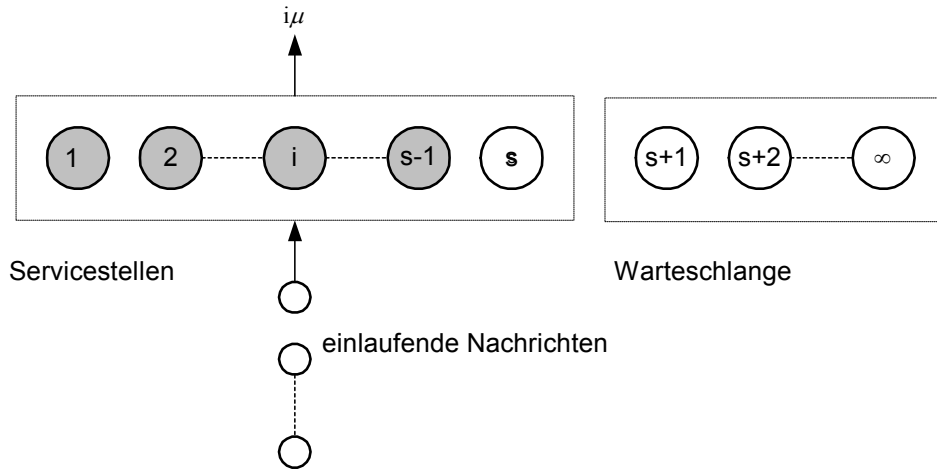 iμ
1 2 i s-1 s s+1 s+2 ∞
Servicestellen Warteschlange
einlaufende Nachrichten